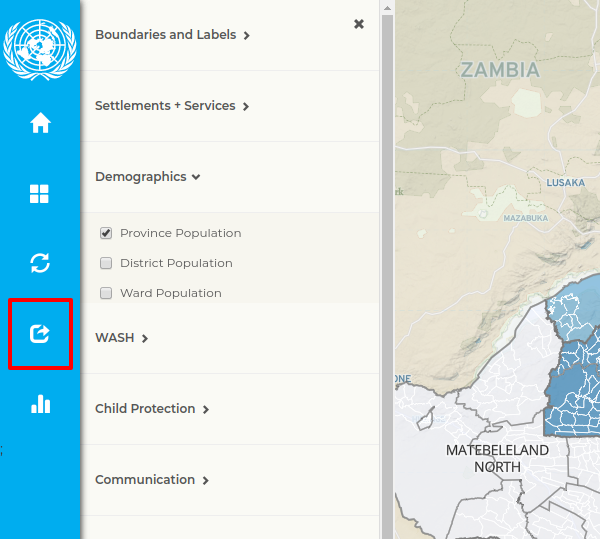 Boundaries and Labels
Settlements + Services
Demographics
Province Population
District Population
Ward Population
WASH
Child Protection
Communication
;
ZAMBIA
LUSAKA
MAZABUKA
rk
ONE
MATEBELELAND
NORTH